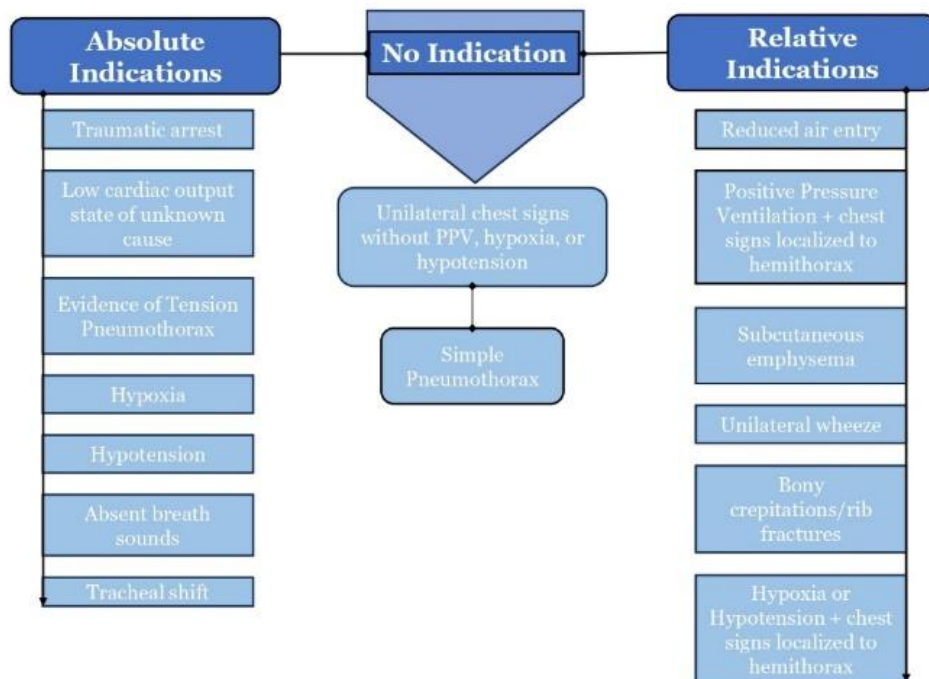 Absolute
Indications
Traumatic arrest
Low cardiac output
state of unknown
cause
Evidence of Tension
Pneumothorax
Hypoxia
Hypotension
Absent breath
sounds
Tracheal shift
No Indication
Unilateral chest signs
without PPV, hypoxia, or
hypotension
Simple
Pneumothorax
Relative
Indications
Reduced air entry
Positive Pressure
Ventilation + chest
signs localized to
hemithorax
Subcutaneous
emphysema
Unilateral wheeze
Bony
crepitations/rib
fractures
Hypoxia or
Hypotension + chest
signs localized to
hemithorax